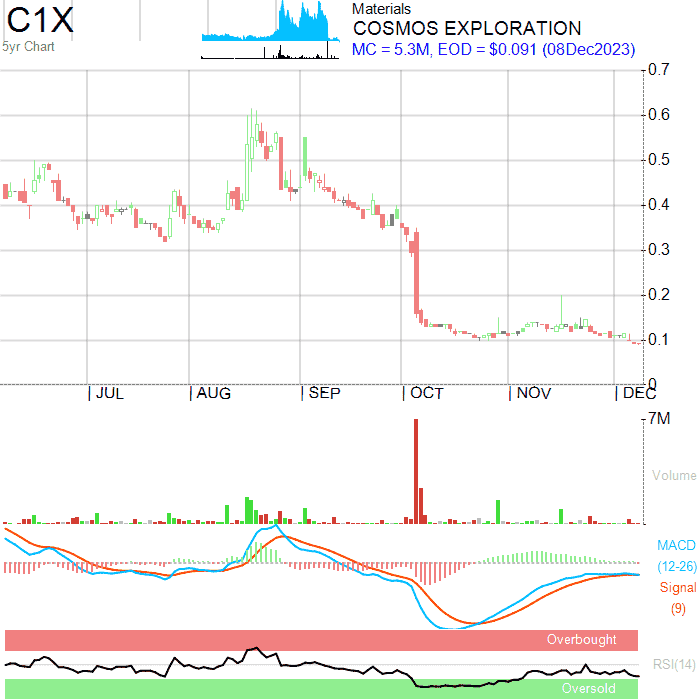 C1X
5yr Chart
Materials
COSMOS EXPLORATION
MC = 5.3M, EOD = $0.091 (08Dec2023)
0.7
0.6
0.5
0.4
0.3
0.2
0.1
0
JUL AUG SEP OCT NOV DEC
7M
Volume
MACD
(12-26)
Signal
(9)
Overbought
RSI(14)
Oversold